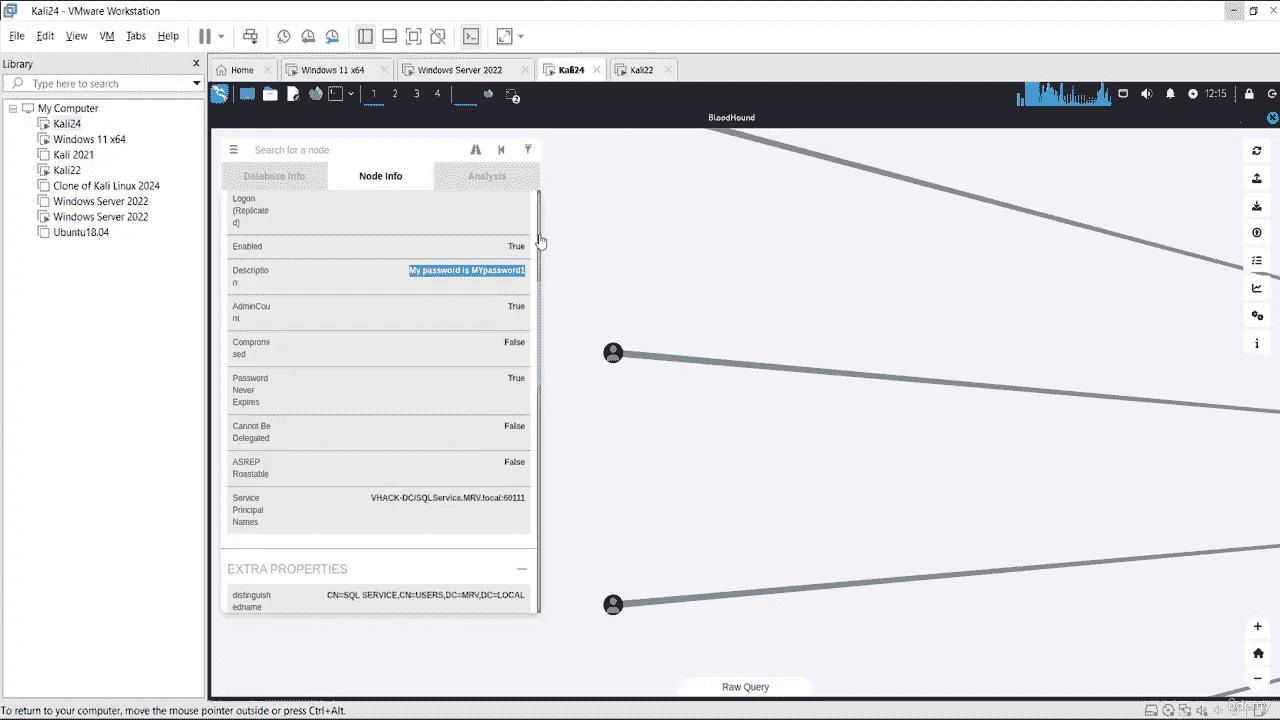 Kali24 - VMware Workstation
File Edit View VM Tabs Help
Library X
Type here to search
My Computer
Kali24
Windows 11 x64
Kali 2021
Kali22
Clone of Kali Linux 2024
Windows Server 2022
Windows Server 2022
Ubuntu18.04
Home Windows 11 x64 Windows Server 2022 Kali24 Kali22
1 2 3 4 2 12:15
BloodHound
Search for a node
Database Info Node Info Analysis
Logon
(Replicate
d)
Enabled True
Descriptio
n My password is MYpassword1
AdminCou
nt True
Compromi
sed False
Password
Never
Expires True
Cannot Be
Delegated False
ASREP
Roastable False
Service
Principal
Names VHACK-DC/SQLService.MRV.local:60111
EXTRA PROPERTIES
distinguish
edname CN=SQL SERVICE,CN=USERS,DC=MRV,DC=LOCAL
Raw Query
To return to your computer, move the mouse pointer outside or press Ctrl+Alt.
Udemy